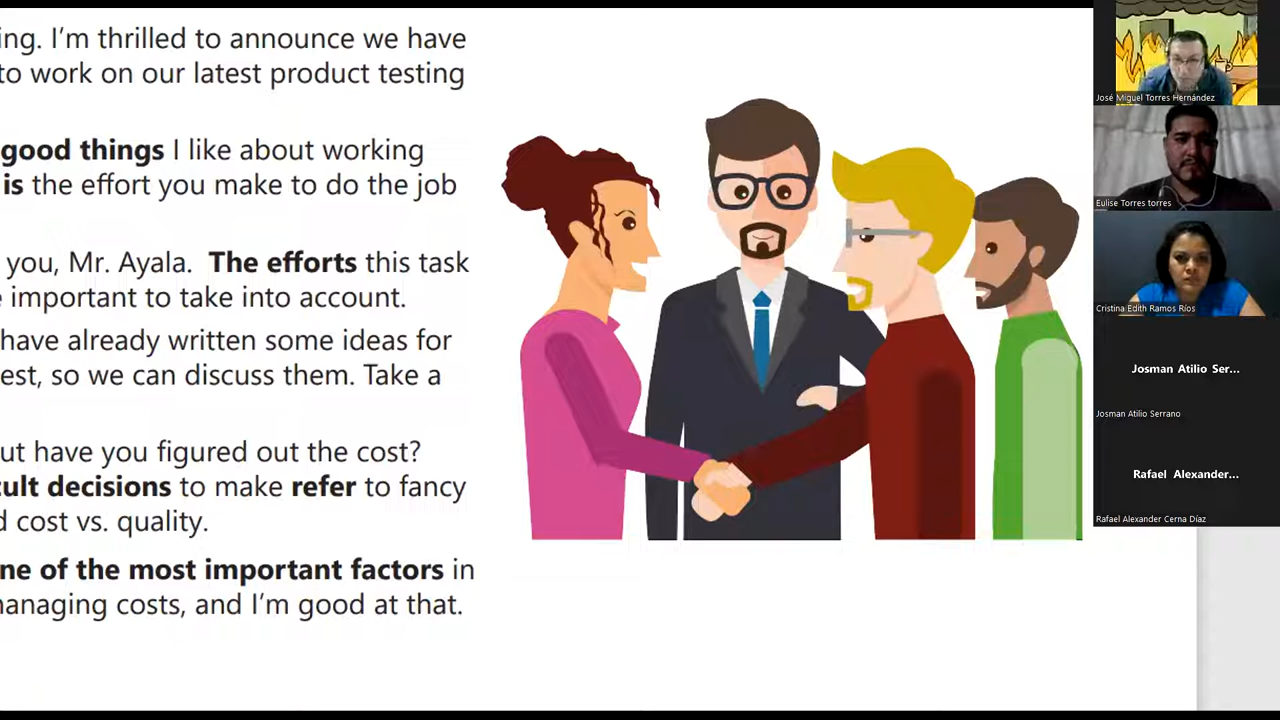 ing. I'm thrilled to announce we have
to work on our latest product testing
good things I like about working
is the effort you make to do the job
you, Mr. Ayala. The efforts this task
e important to take into account.
have already written some ideas for
est, so we can discuss them. Take a
ut have you figured out the cost?
cult decisions to make refer to fancy
d cost vs. quality.
ne of the most important factors in
managing costs, and I'm good at that.
José Miguel Torres Hernández
Eulise Torres torres
Cristina Edith Ramos Ríos
Josman Atilio Ser...
Josman Atilio Serrano
Rafael Alexander...
Rafael Alexander Cerna Díaz